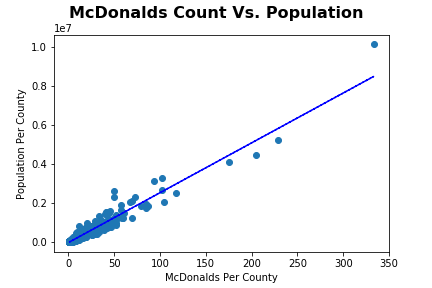 McDonalds Count Vs. Population
1e7
1.0
0.8
0.6
0.4
0.2
0.0
Population Per County
0 50 100 150 200 250 300 350
McDonalds Per County